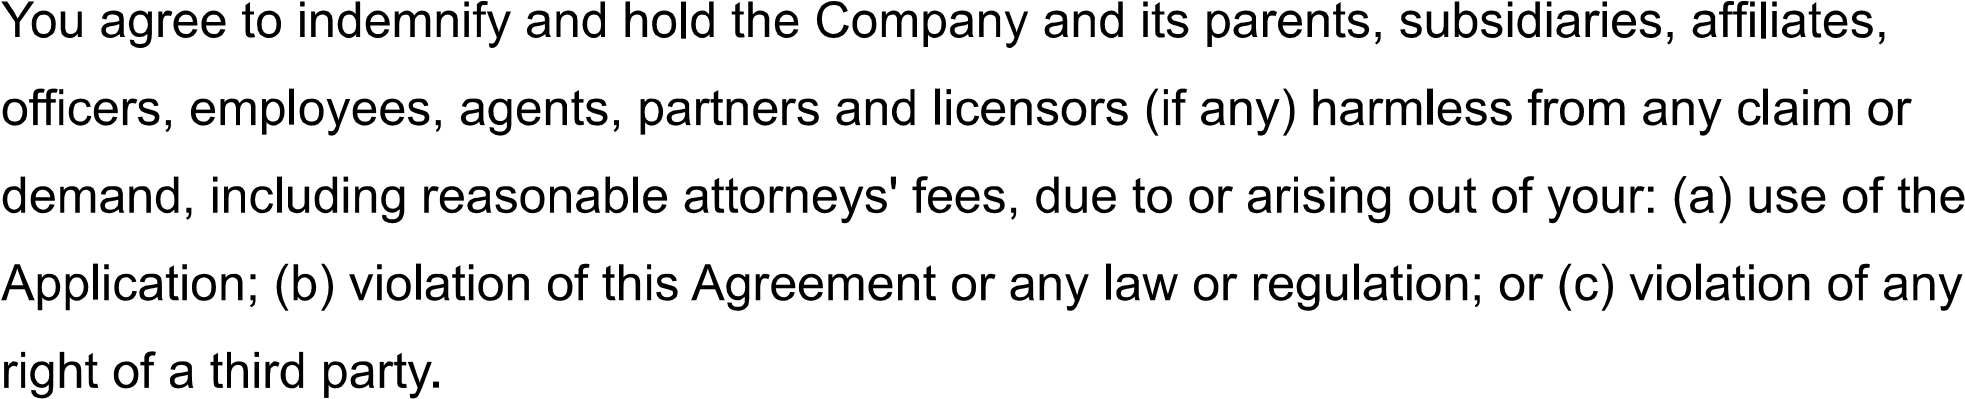 You agree to indemnify and hold the Company and its parents, subsidiaries, affiliates,
officers, employees, agents, partners and licensors (if any) harmless from any claim or
demand, including reasonable attorneys' fees, due to or arising out of your: (a) use of the
Application; (b) violation of this Agreement or any law or regulation; or (c) violation of any
right of a third party.